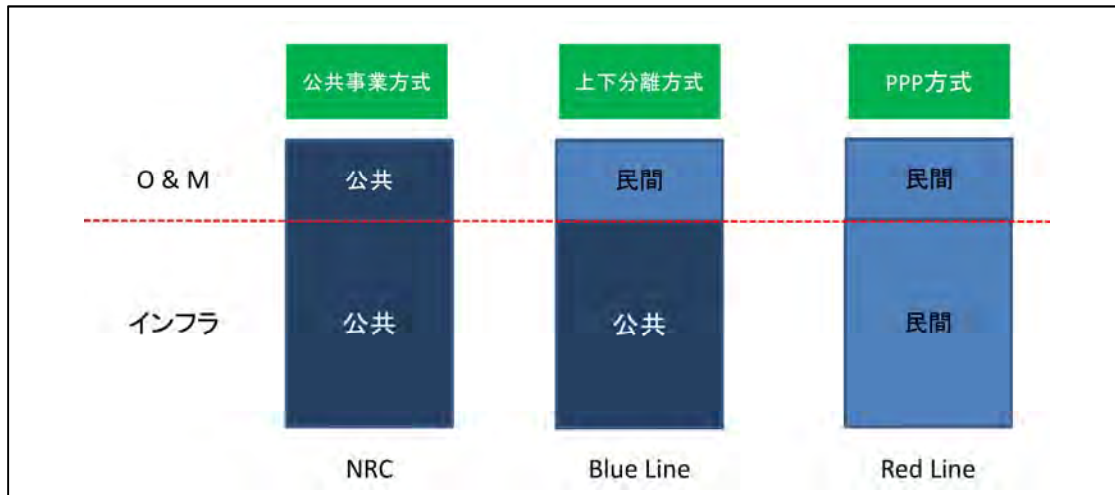 公共事業方式
上下分離方式
PPP方式
O & M
公共
民間
民間
インフラ
公共
公共
民間
NRC
Blue Line
Red Line